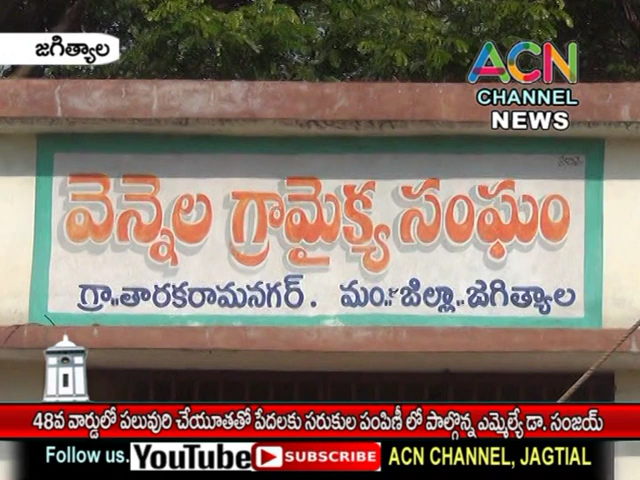 జగిత్యాల
ACN
CHANNEL
NEWS
వెన్నెల గ్రామైక్య సంఘం
గ్రా..తారకరామనగర్. మం.జిల్లా..జెగిత్యాల
48వ వార్డులో పలువురి చేయూతతో పేదలకు సరుకుల పంపిణీ లో పాల్గొన్న ఎమ్మెల్యే డా. సంజయ్
Follow us. YouTube SUBSCRIBE ACN CHANNEL, JAGTIAL